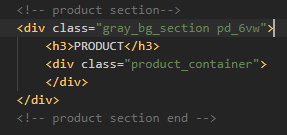 <!-- product section-->
<div class="gray_bg_section pd_6vw">
<h3>PRODUCT</h3>
<div class="product_container">
</div>
</div>
<!-- product section end -->